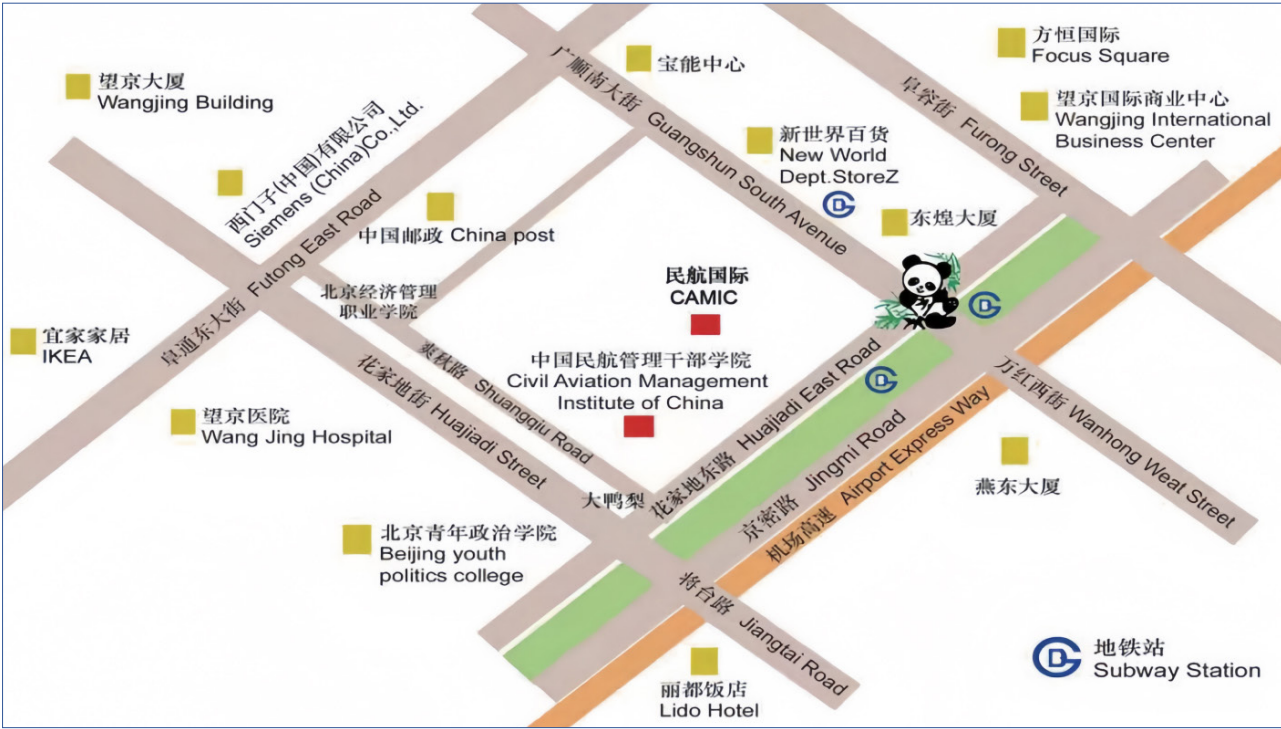 方恒国际
Focus Square
宝能中心
广顺南大街 Guangshun South Avenue
阜容街 Furong Street
望京大厦
Wangjing Building
望京国际商业中心
Wangjing International
Business Center
西门子(中国)有限公司
Siemens (China)Co.,Ltd.
新世界百货
New World
Dept.StoreZ
东煌大厦
中国邮政 China post
阜通东大街 Futong East Road
北京经济管理
职业学院
民航国际
CAMIC
宜家家居
IKEA
爽秋路 Shuangqiu Road
中国民航管理干部学院
Civil Aviation Management
Institute of China
花家地街 Huajiadi Street
望京医院
Wang Jing Hospital
花家地东路 Huajiadi East Road
京密路 Jingmi Road
机场高速 Airport Express Way
万红西街 Wanhong Weat Street
燕东大厦
大鸭梨
北京青年政治学院
Beijing youth
politics college
将台路 Jiangtai Road
丽都饭店
Lido Hotel
地铁站
Subway Station